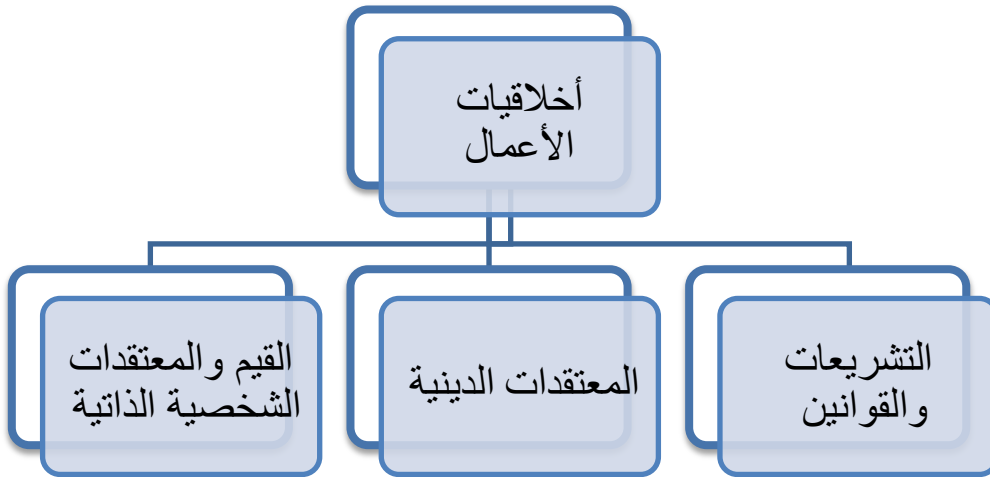 أخلاقيات
الأعمال
التشريعات
والقوانين
المعتقدات الدينية
القيم والمعتقدات
الشخصية الذاتية